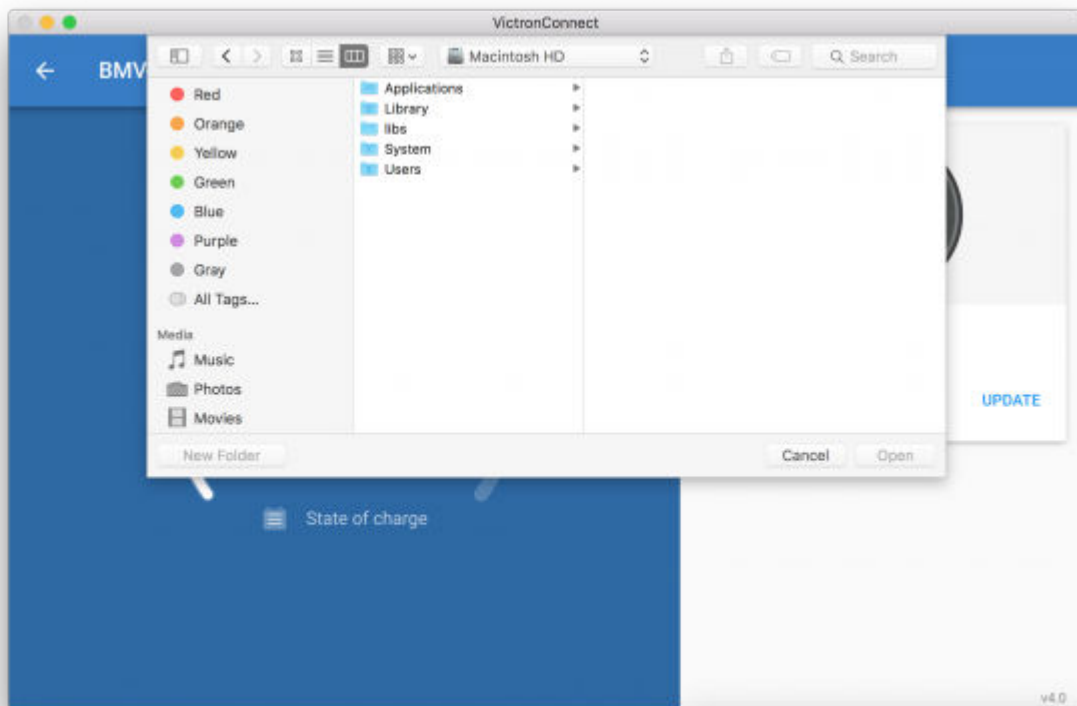 VictronConnect
BMV
Macintosh HD
Search
Red
Orange
Yellow
Green
Blue
Purple
Gray
All Tags...
Media
Music
Photos
Movies
Applications
Library
libs
System
Users
New Folder
Cancel
Open
UPDATE
State of charge
v4.0